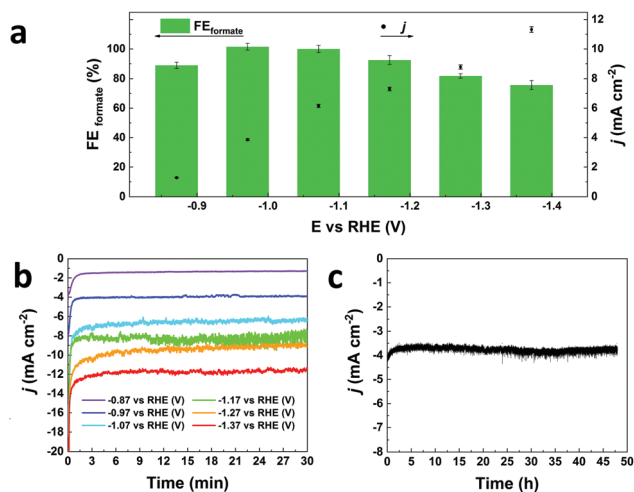 a
FE formate
j
120
100
80
60
40
20
0
FE formate (%)
12
10
8
6
4
2
0
j (mA cm-2)
-0.9 -1.0 -1.1 -1.2 -1.3 -1.4
E vs RHE (V)
b
0
-2
-4
-6
-8
-10
-12
-14
-16
-18
-20
j (mA cm-2)
-0.87 vs RHE (V) -1.17 vs RHE (V)
-0.97 vs RHE (V) -1.27 vs RHE (V)
-1.07 vs RHE (V) -1.37 vs RHE (V)
0 3 6 9 12 15 18 21 24 27 30
Time (min)
c
0
-1
-2
-3
-4
-5
-6
-7
-8
j (mA cm-2)
0 5 10 15 20 25 30 35 40 45 50
Time (h)